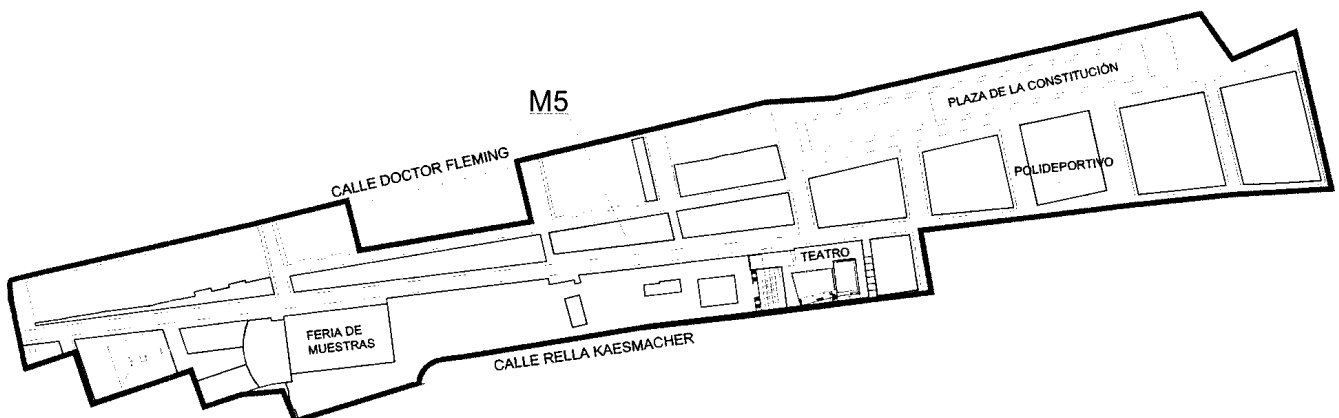 PLAZA DE LA CONSTITUCIÓN
M5
CALLE DOCTOR FLEMING
POLIDEPORTIVO
TEATRO
FERIA DE
MUESTRAS
CALLE RELLA KAESMACHER